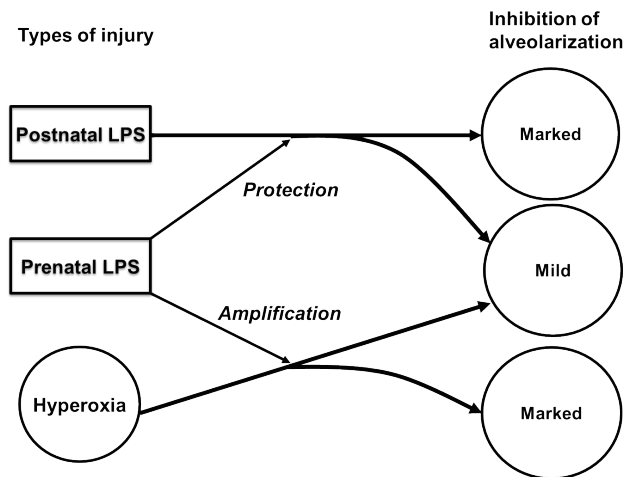 Types of injury
Inhibition of
alveolarization
Postnatal LPS
Marked
Protection
Prenatal LPS
Mild
Amplification
Hyperoxia
Marked